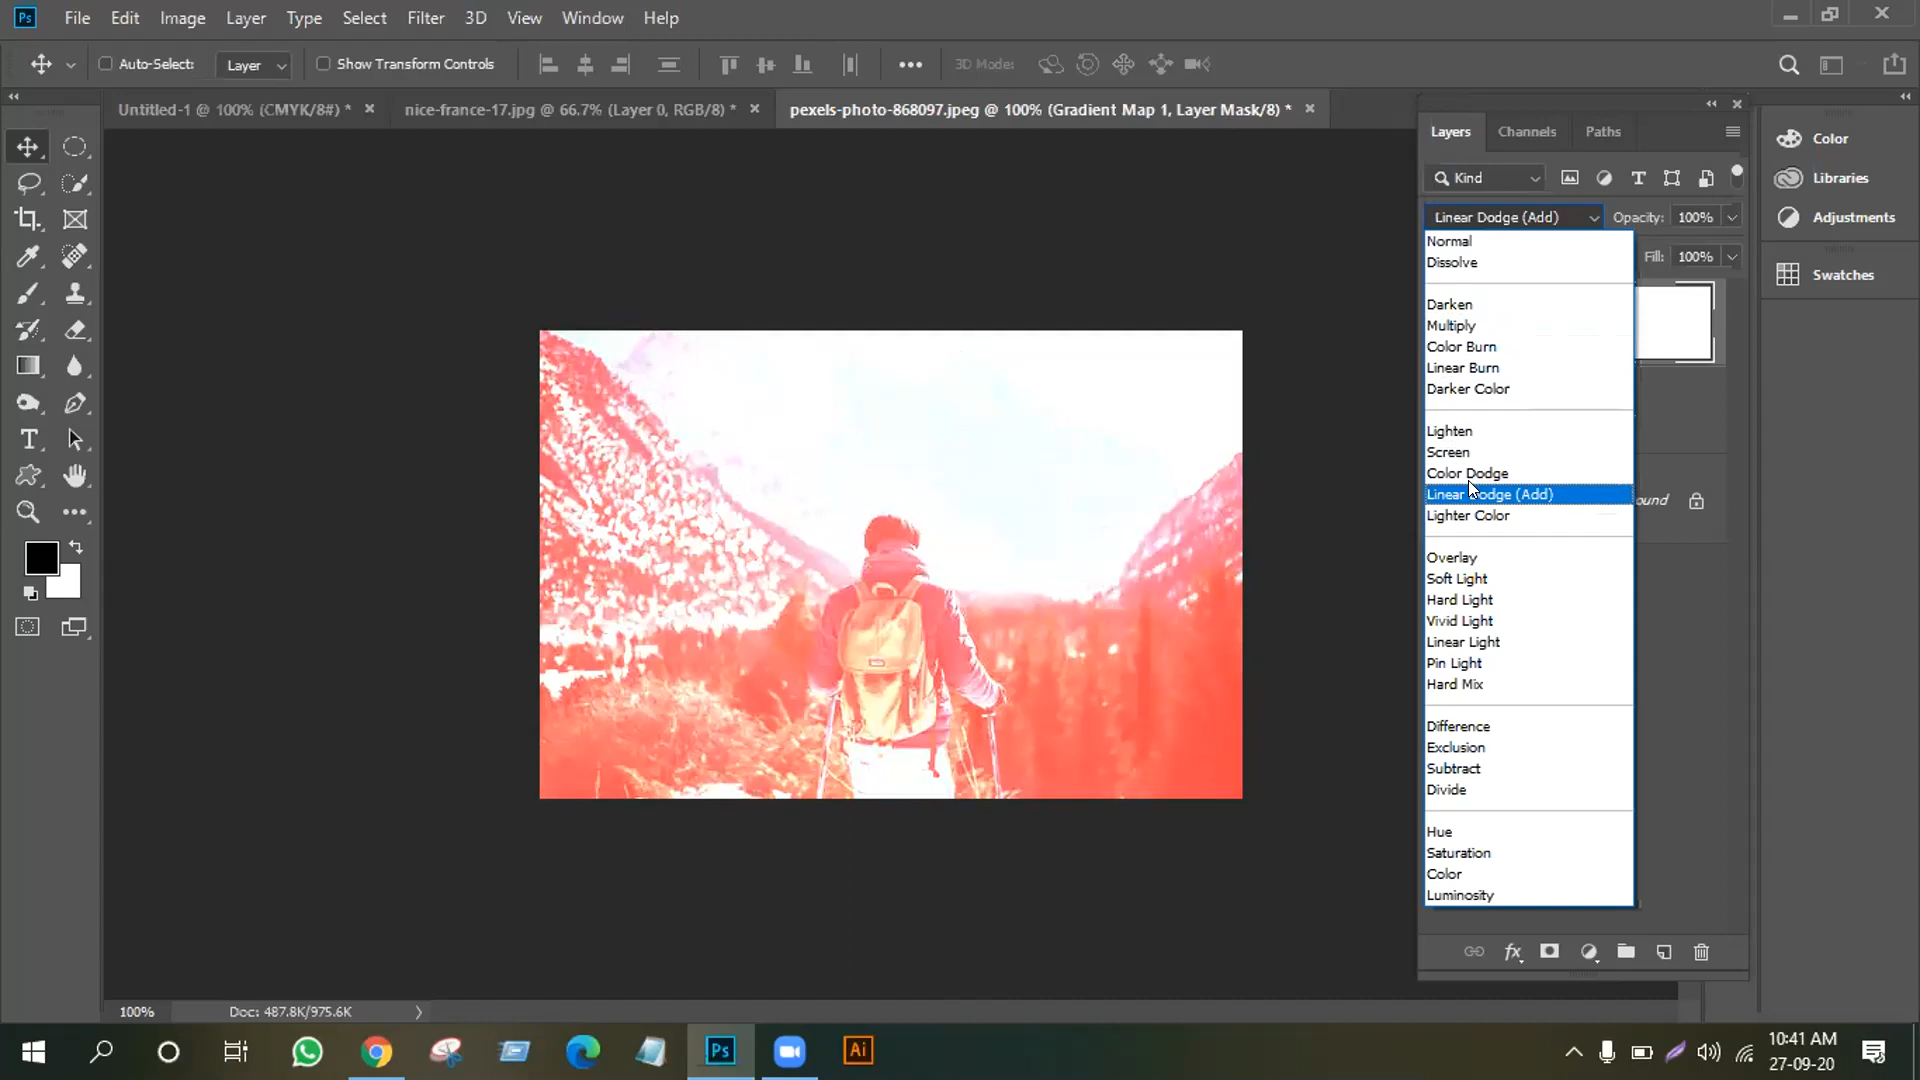 Ps File Edit Image Layer Type Select Filter 3D View Window Help
Auto-Select: Layer Show Transform Controls 3D Mode:
Untitled-1 @ 100% (CMYK/8#) * nice-france-17.jpg @ 66.7% (Layer 0, RGB/8) * pexels-photo-868097.jpeg @ 100% (Gradient Map 1, Layer Mask/8) *
Layers Channels Paths
Kind
Linear Dodge (Add) Opacity: 100%
Fill: 100%
Normal
Dissolve
Darken
Multiply
Color Burn
Linear Burn
Darker Color
Lighten
Screen
Color Dodge
Linear Dodge (Add)
Lighter Color
Overlay
Soft Light
Hard Light
Vivid Light
Linear Light
Pin Light
Hard Mix
Difference
Exclusion
Subtract
Divide
Hue
Saturation
Color
Luminosity
ound
fx
Color
Libraries
Adjustments
Swatches
100% Doc: 487.8K/975.6K
Ps Ai
10:41 AM
27-09-20